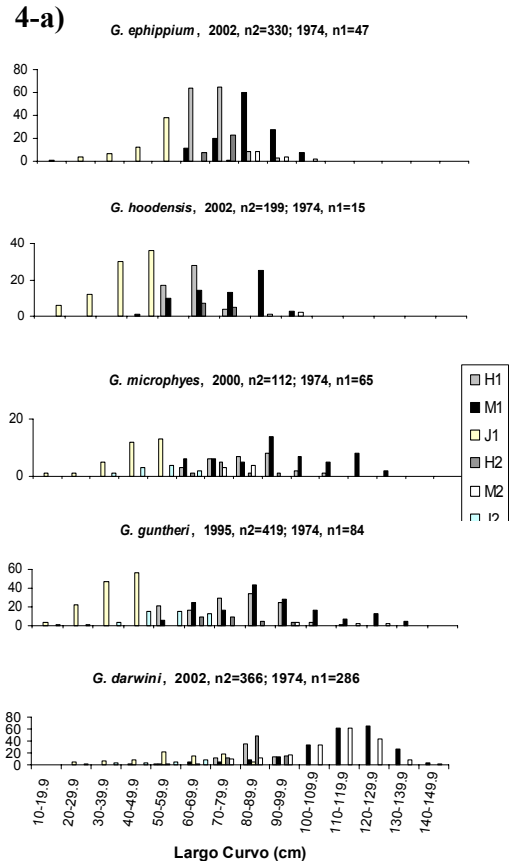 4-a)
G. ephippium, 2002, n2=330; 1974, n1=47
80
60
40
20
0
G. hoodensis, 2002, n2=199; 1974, n1=15
40
20
0
G. microphyes, 2000, n2=112; 1974, n1=65
20
0
H1
M1
J1
H2
M2
J2
G. guntheri, 1995, n2=419; 1974, n1=84
60
40
20
0
G. darwini, 2002, n2=366; 1974, n1=286
80
60
40
20
0
10-19.9
20-29.9
30-39.9
40-49.9
50-59.9
60-69.9
70-79.9
80-89.9
90-99.9
100-109.9
110-119.9
120-129.9
130-139.9
140-149.9
Largo Curvo (cm)